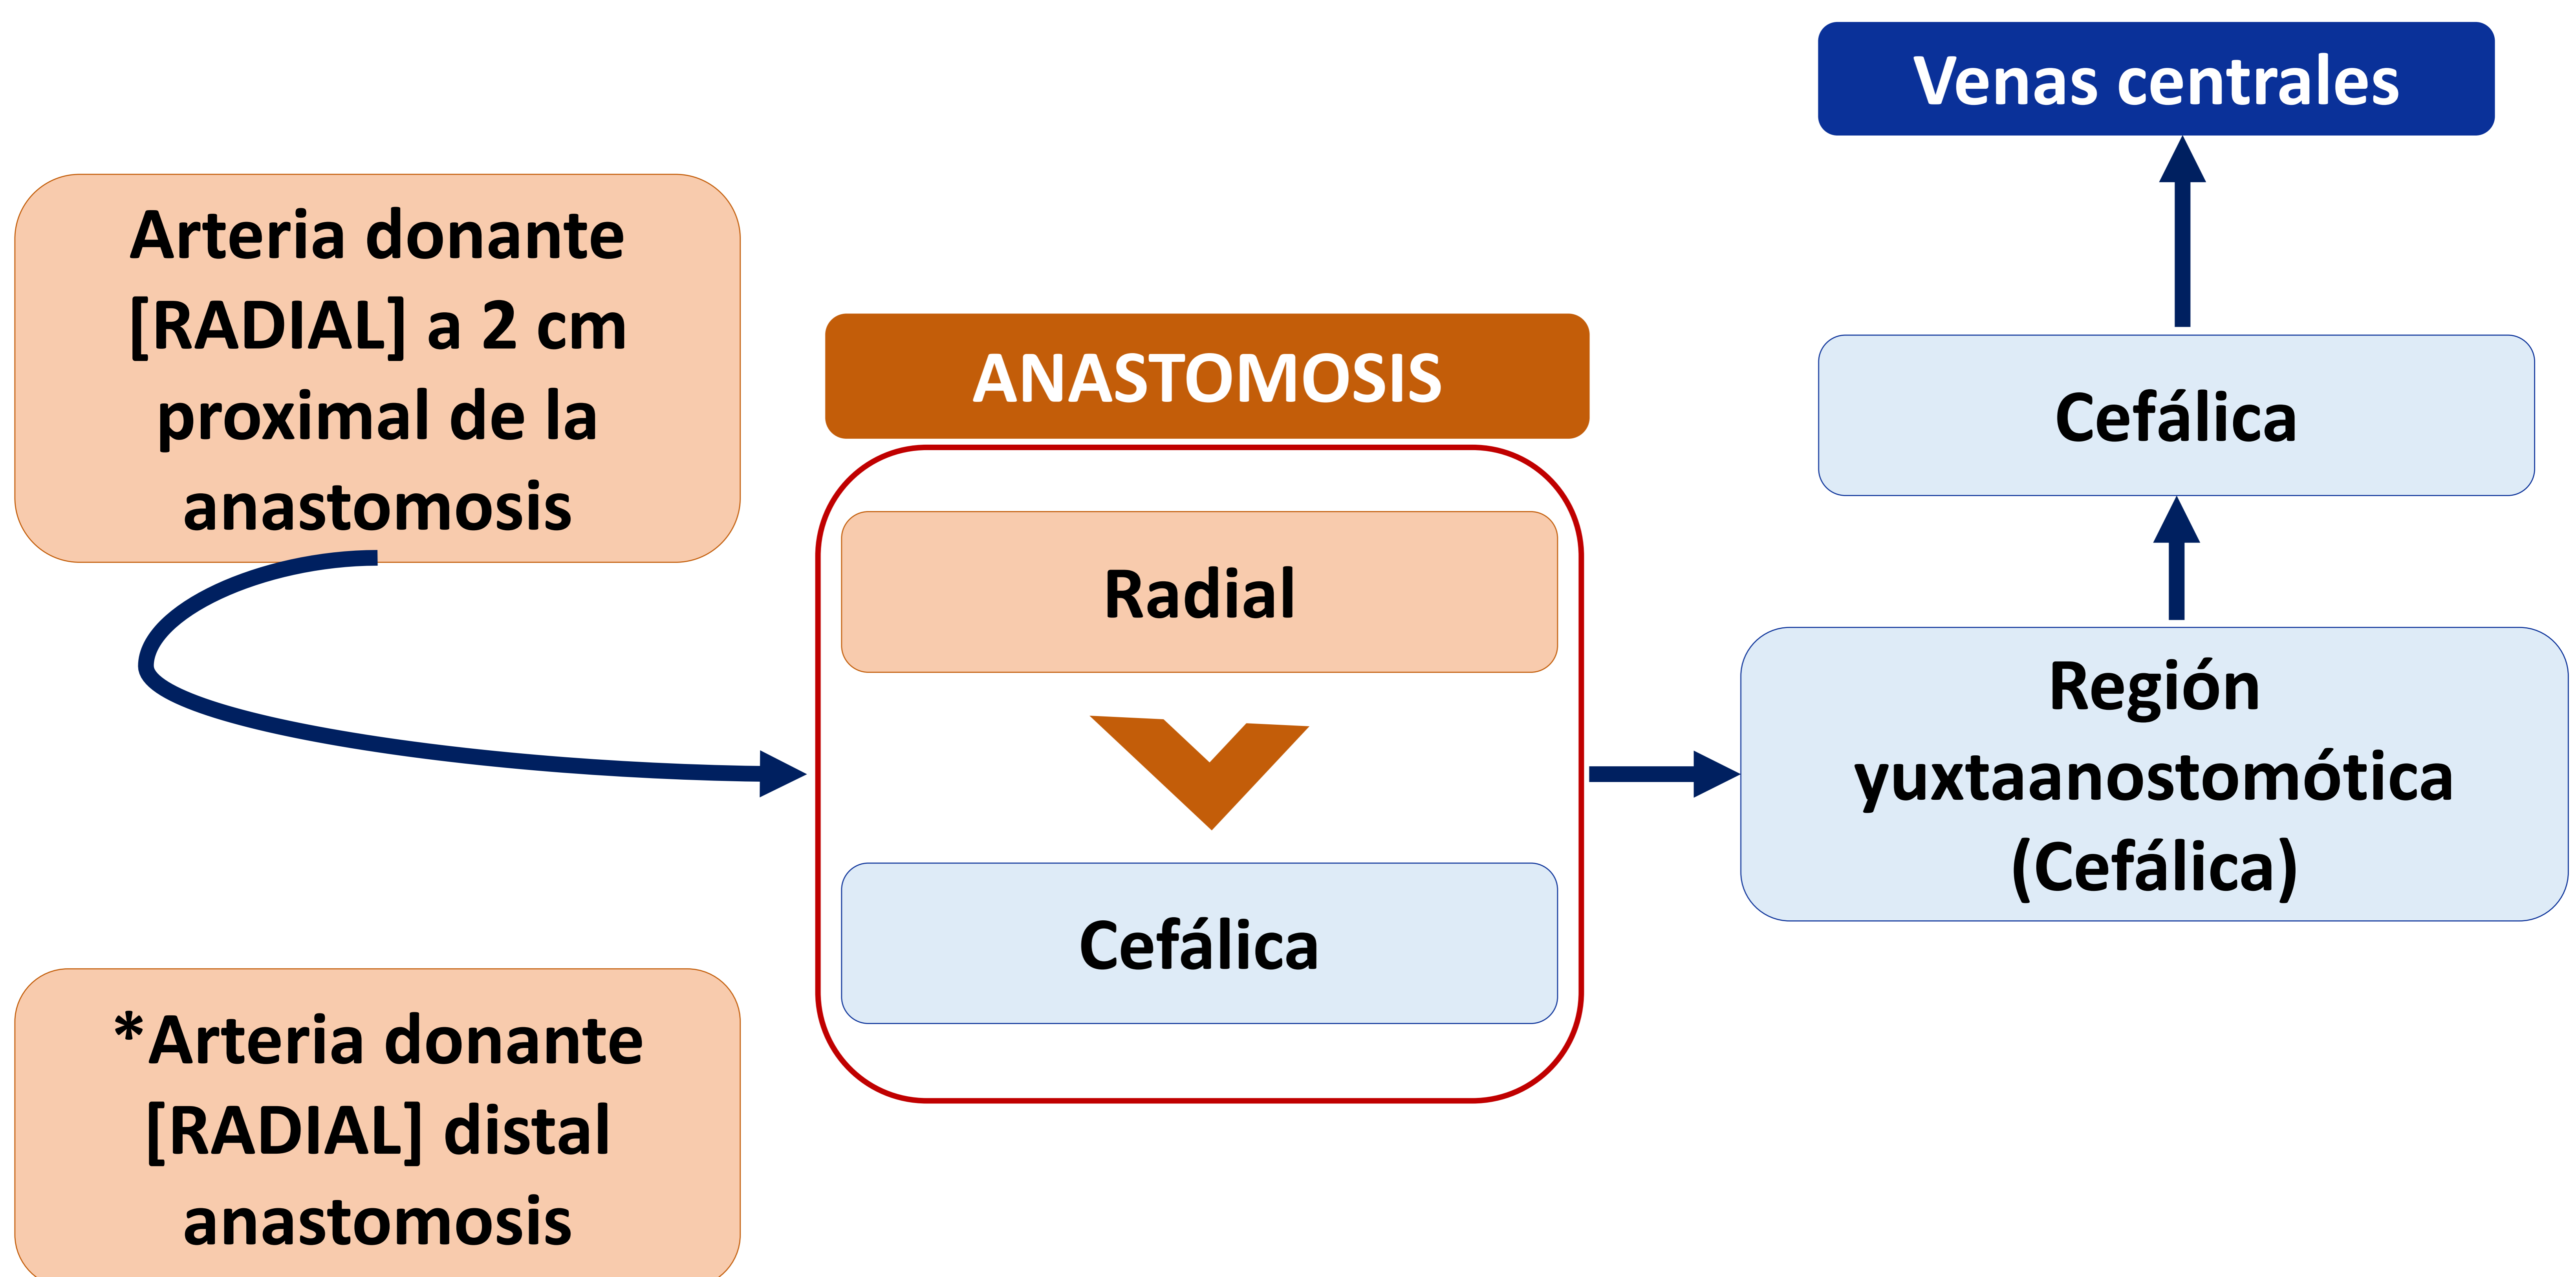 Arteria donante
[RADIAL] a 2 cm
proximal de la
anastomosis
*Arteria donante
[RADIAL] distal
anastomosis
ANASTOMOSIS
Radial
Cefálica
Región
yuxtaanostomótica
(Cefálica)
Cefálica
Venas centrales